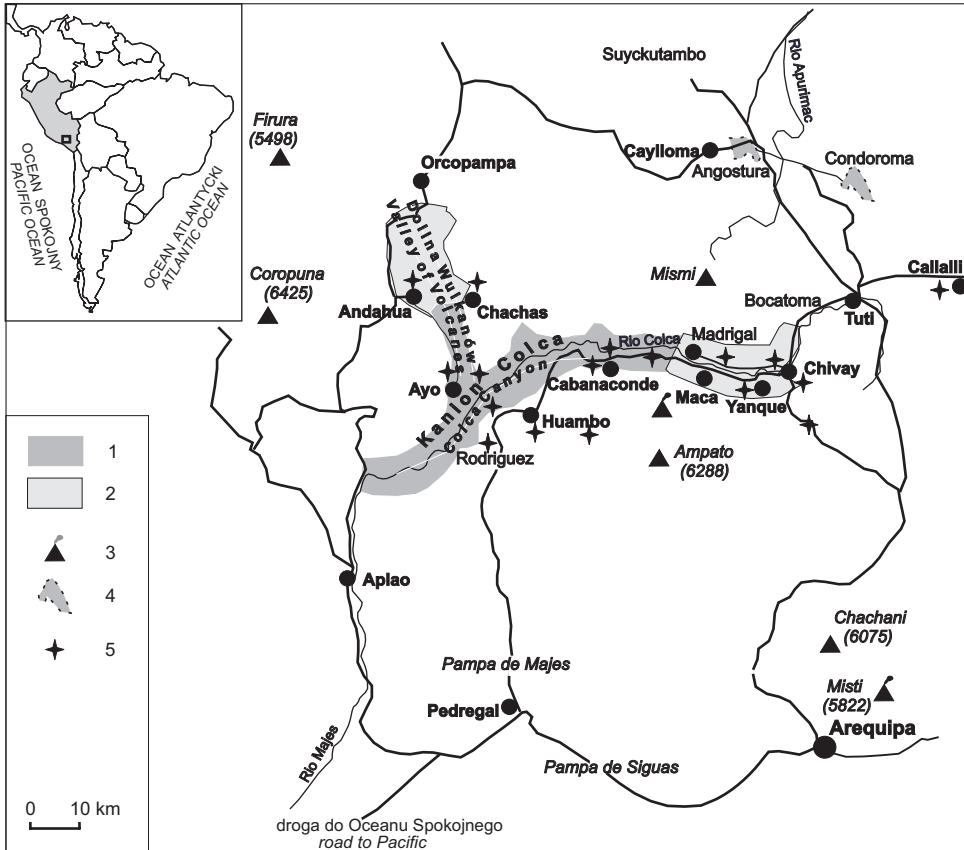 OCEAN SPOKOJNY
PACIFIC OCEAN
OCEAN ATLANTYCKI
ATLANTIC OCEAN
Firura
(5498)
Orcopampa
Suyckutambo
Rio Apurimac
Caylloma
Angostura
Condoroma
Dolina Wulkanów
Valley of Volcanes
Coropuna
(6425)
Andahua
Chachas
Mismi
Callalli
Bocatoma
Tuti
Rio Colca
Madrigal
Chivay
Kanion Colca
Colca Canyon
Ayo
Cabanaconde
Maca
Yanque
Huambo
Rodriguez
Ampato
(6288)
1
2
3
4
5
0 10 km
Aplao
Chachani
(6075)
Misti
(5822)
Arequipa
Pampa de Majes
Pedregal
Pampa de Siguas
Rio Majes
droga do Oceanu Spokojnego
road to Pacific